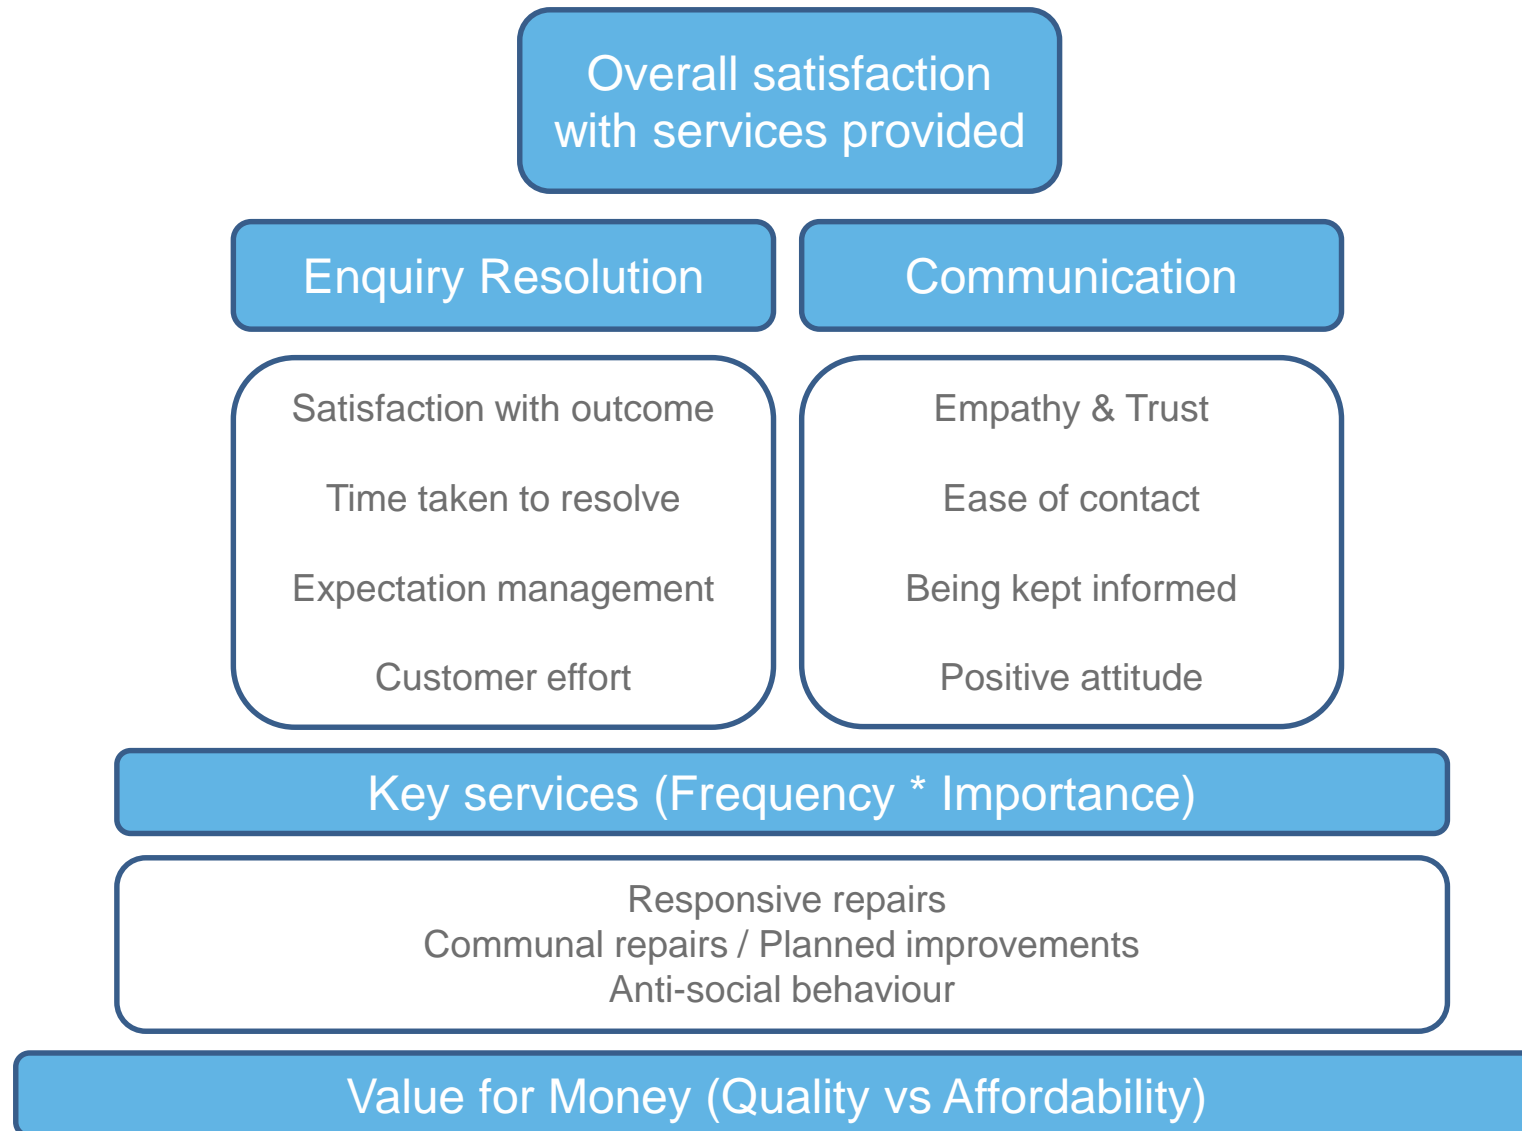 Overall satisfaction
with services provided
Enquiry Resolution
Communication
Satisfaction with outcome
Time taken to resolve
Expectation management
Customer effort
Empathy & Trust
Ease of contact
Being kept informed
Positive attitude
Key services (Frequency * Importance)
Responsive repairs
Communal repairs / Planned improvements
Anti-social behaviour
Value for Money (Quality vs Affordability)